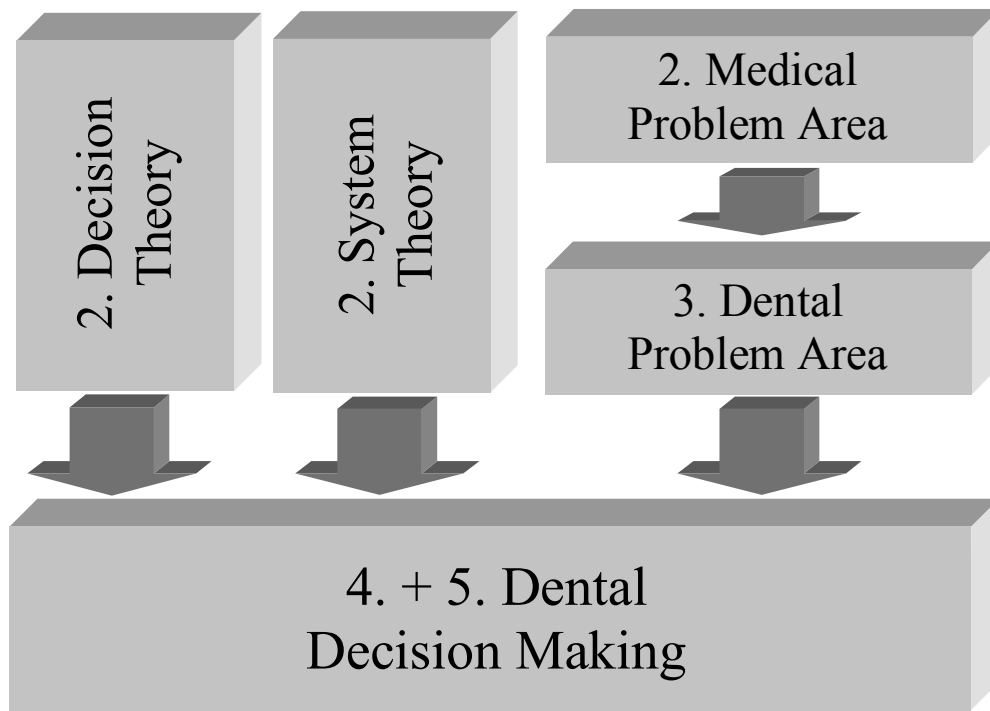 2. Decision
Theory
2. System
Theory
2. Medical
Problem Area
3. Dental
Problem Area
4. + 5. Dental
Decision Making